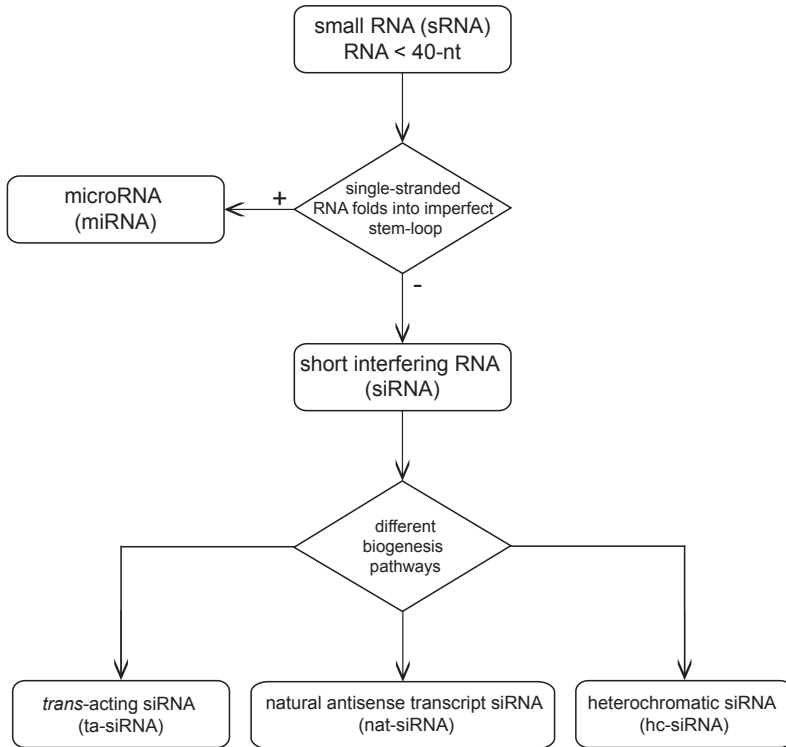 small RNA (sRNA)
RNA < 40-nt
single-stranded
RNA folds into imperfect
stem-loop
+
microRNA
(miRNA)
-
short interfering RNA
(siRNA)
different
biogenesis
pathways
trans-acting siRNA
(ta-siRNA)
natural antisense transcript siRNA
(nat-siRNA)
heterochromatic siRNA
(hc-siRNA)